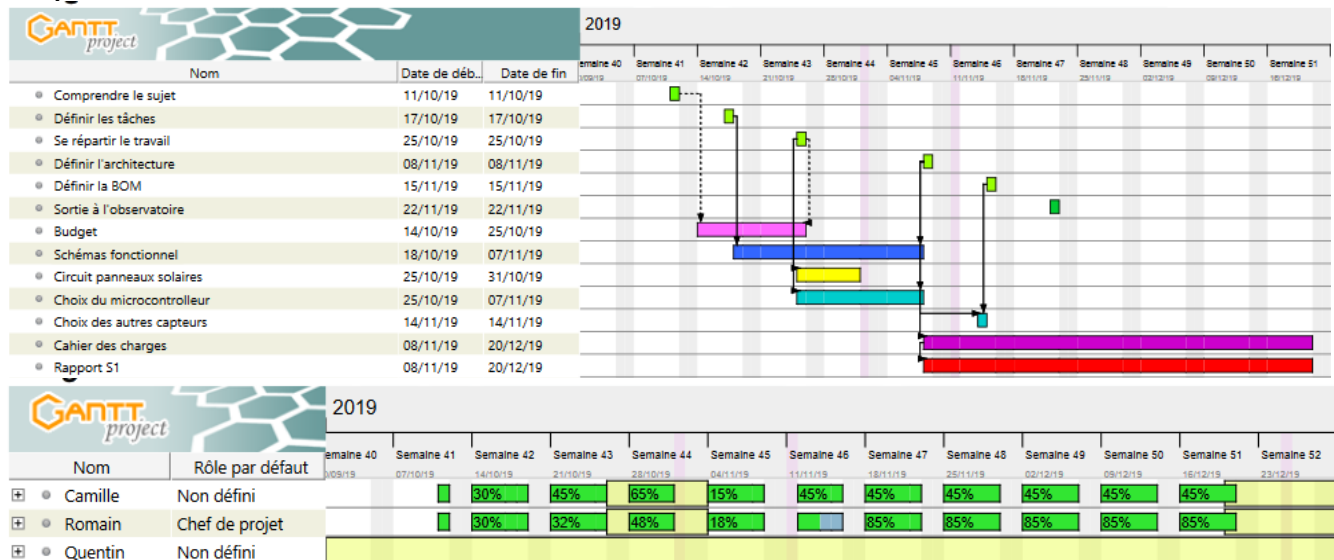 GANTT project 2019
Nom Date de déb.. Date de fin
emaine 40 Semaine 41 Semaine 42 Semaine 43 Semaine 44 Semaine 45 Semaine 46 Semaine 47 Semaine 48 Semaine 49 Semaine 50 Semaine 51
/09/19 07/10/19 14/10/19 21/10/19 28/10/19 04/11/19 11/11/19 18/11/19 25/11/19 02/12/19 09/12/19 16/12/19
Comprendre le sujet 11/10/19 11/10/19
Définir les tâches 17/10/19 17/10/19
Se répartir le travail 25/10/19 25/10/19
Définir l'architecture 08/11/19 08/11/19
Définir la BOM 15/11/19 15/11/19
Sortie à l'observatoire 22/11/19 22/11/19
Budget 14/10/19 25/10/19
Schémas fonctionnel 18/10/19 07/11/19
Circuit panneaux solaires 25/10/19 31/10/19
Choix du microcontrolleur 25/10/19 07/11/19
Choix des autres capteurs 14/11/19 14/11/19
Cahier des charges 08/11/19 20/12/19
Rapport S1 08/11/19 20/12/19
GANTT project 2019
Nom Rôle par défaut
emaine 40 Semaine 41 Semaine 42 Semaine 43 Semaine 44 Semaine 45 Semaine 46 Semaine 47 Semaine 48 Semaine 49 Semaine 50 Semaine 51 Semaine 52
/09/19 07/10/19 14/10/19 21/10/19 28/10/19 04/11/19 11/11/19 18/11/19 25/11/19 02/12/19 09/12/19 16/12/19 23/12/19
Camille Non défini 30% 45% 65% 15% 45% 45% 45% 45% 45% 45%
Romain Chef de projet 30% 32% 48% 18% 85% 85% 85% 85% 85%
Quentin Non défini